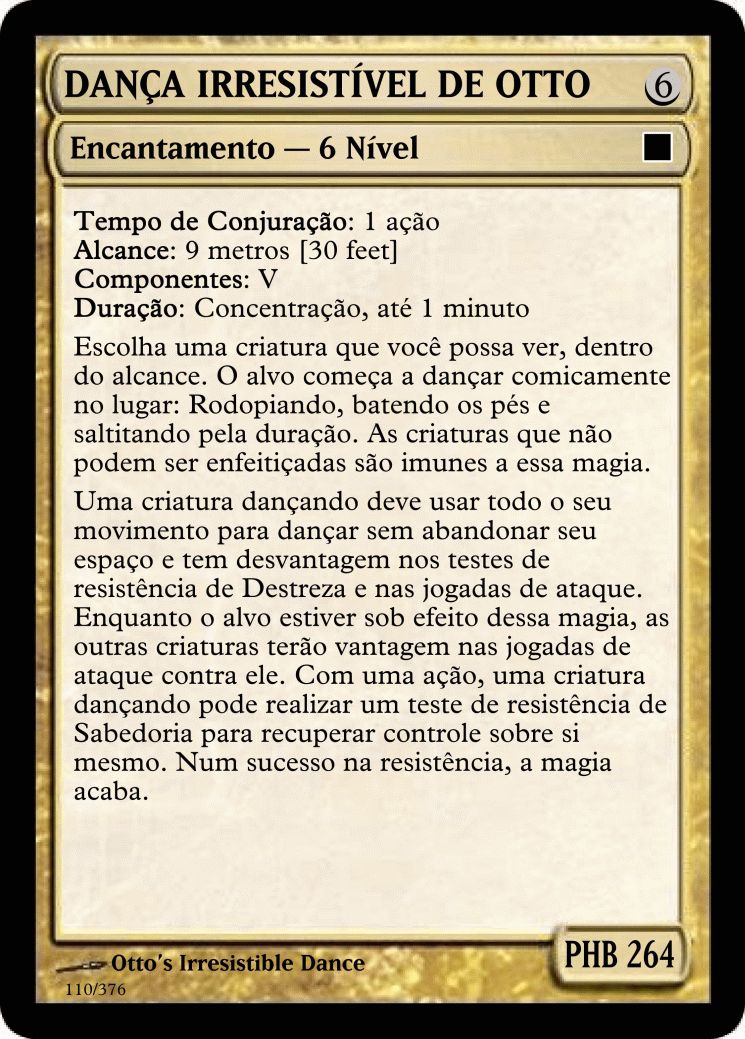 DANÇA IRRESISTÍVEL DE OTTO 6
Encantamento — 6 Nível
Tempo de Conjuração: 1 ação
Alcance: 9 metros [30 feet]
Componentes: V
Duração: Concentração, até 1 minuto
Escolha uma criatura que você possa ver, dentro
do alcance. O alvo começa a dançar comicamente
no lugar: Rodopiando, batendo os pés e
saltitando pela duração. As criaturas que não
podem ser enfeitiçadas são imunes a essa magia.
Uma criatura dançando deve usar todo o seu
movimento para dançar sem abandonar seu
espaço e tem desvantagem nos testes de
resistência de Destreza e nas jogadas de ataque.
Enquanto o alvo estiver sob efeito dessa magia, as
outras criaturas terão vantagem nas jogadas de
ataque contra ele. Com uma ação, uma criatura
dançando pode realizar um teste de resistência de
Sabedoria para recuperar controle sobre si
mesmo. Num sucesso na resistência, a magia
acaba.
Otto's Irresistible Dance
PHB 264
110/376